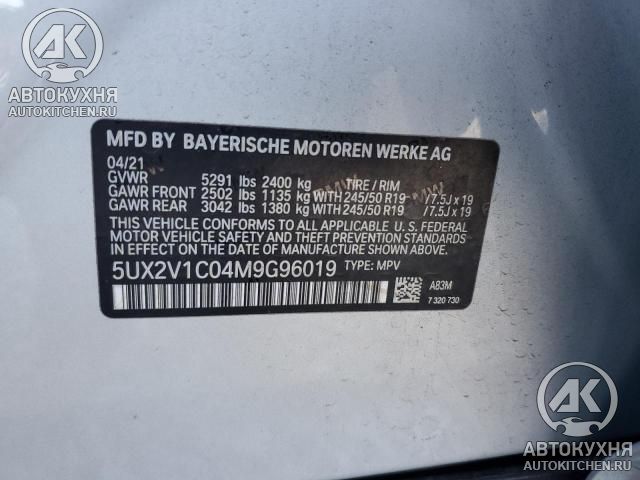 AK
АВТОКУХНЯ
AUTOKITCHEN.RU
MFD BY BAYERISCHE MOTOREN WERKE AG
04/21
GVWR 5291 lbs 2400 kg TIRE / RIM
GAWR FRONT 2502 lbs 1135 kg WITH 245/50 R19 /7.5J x 19
GAWR REAR 3042 lbs 1380 kg WITH 245/50 R19 /7.5J x 19
THIS VEHICLE CONFORMS TO ALL APPLICABLE U. S. FEDERAL
MOTOR VEHICLE SAFETY AND THEFT PREVENTION STANDARDS
IN EFFECT ON THE DATE OF MANUFACTURE SHOWN ABOVE.
5UX2V1C04M9G96019 TYPE: MPV
A83M
7 320 730
AK
АВТОКУХНЯ
AUTOKITCHEN.RU